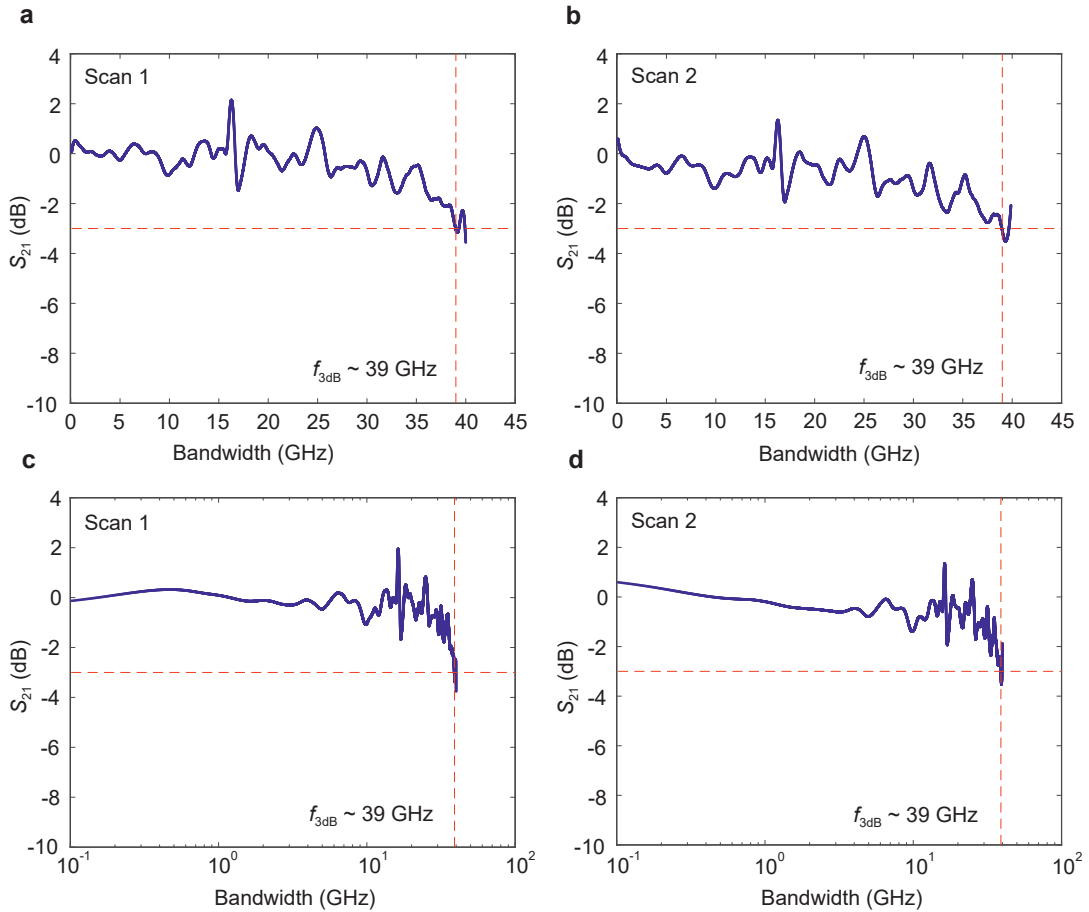 a
b
4
2
0
-2
-4
-6
-8
-10
S21 (dB)
Scan 1
f3dB ~ 39 GHz
0 5 10 15 20 25 30 35 40 45
Bandwidth (GHz)
4
2
0
-2
-4
-6
-8
-10
S21 (dB)
Scan 2
f3dB ~ 39 GHz
0 5 10 15 20 25 30 35 40 45
Bandwidth (GHz)
c
d
4
2
0
-2
-4
-6
-8
-10
S21 (dB)
Scan 1
f3dB ~ 39 GHz
10-1 100 101 102
Bandwidth (GHz)
4
2
0
-2
-4
-6
-8
-10
S21 (dB)
Scan 2
f3dB ~ 39 GHz
10-1 100 101 102
Bandwidth (GHz)